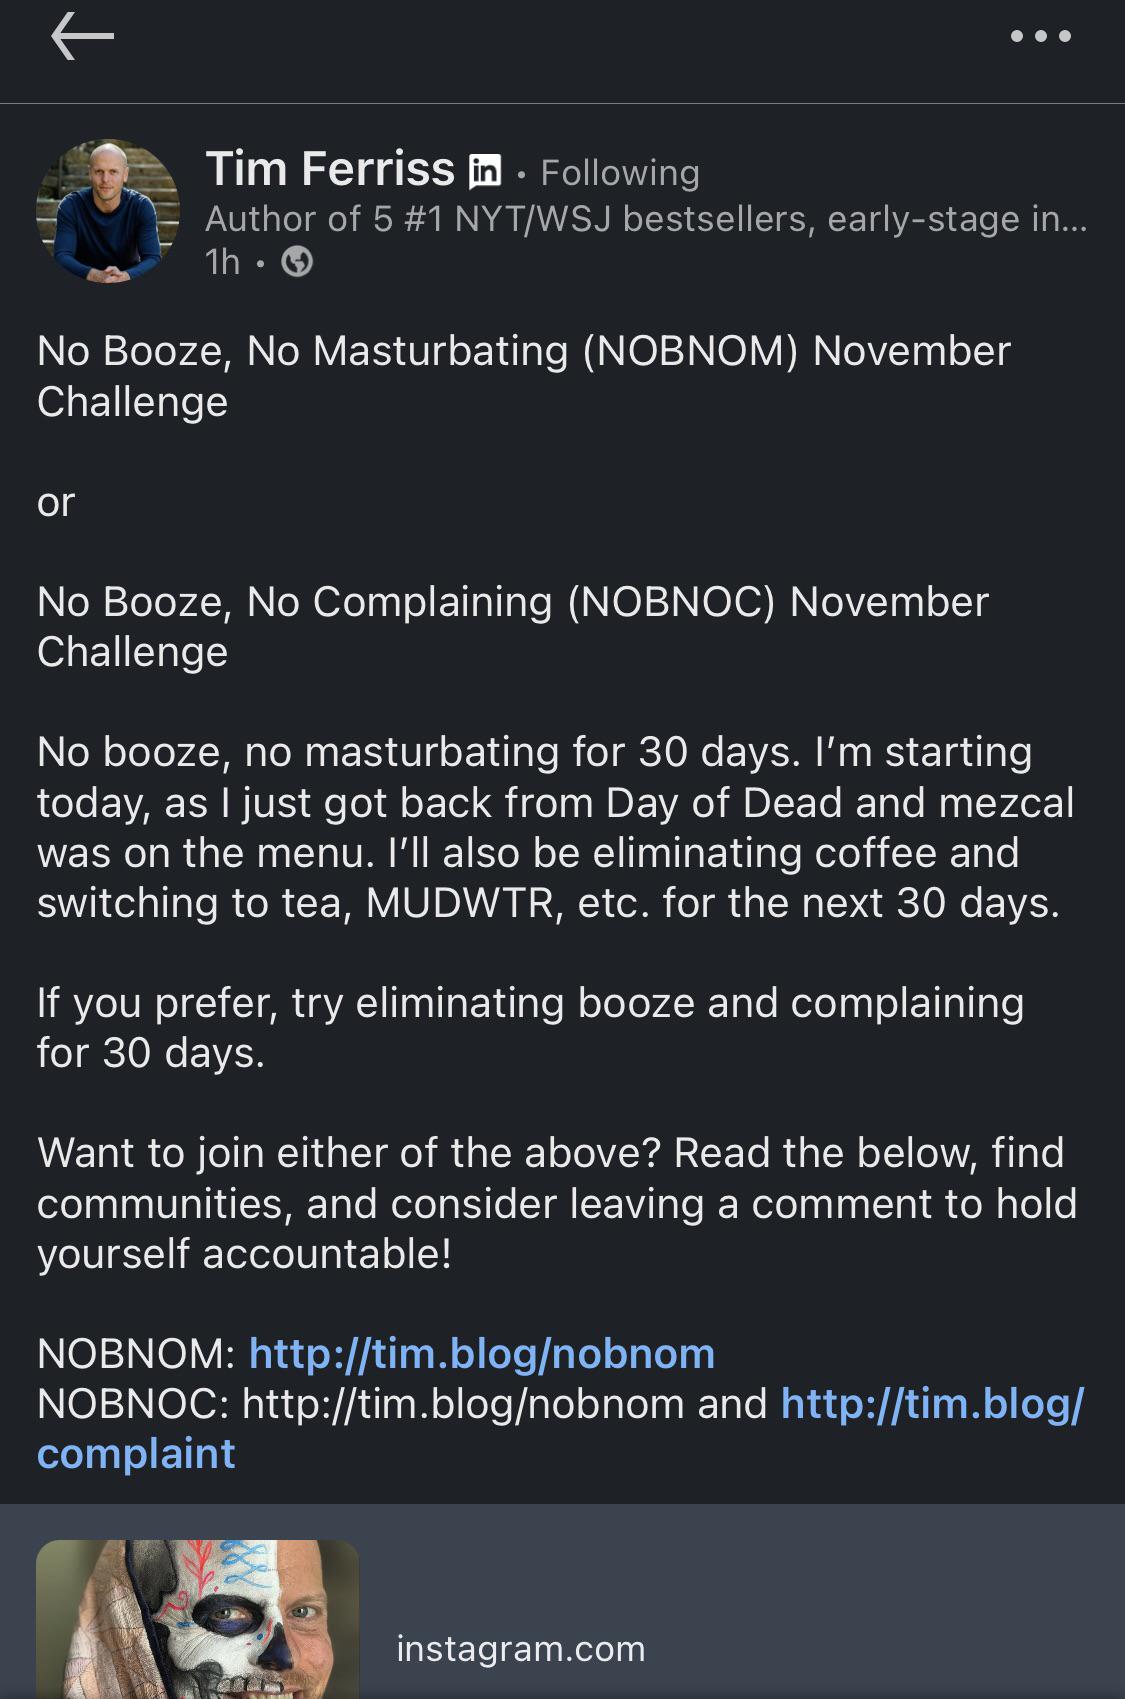 Tim Ferriss in • Following
Author of 5 #1 NYT/WSJ bestsellers, early-stage in...
1h •
No Booze, No Masturbating (NOBNOM) November
Challenge
or
No Booze, No Complaining (NOBNOC) November
Challenge
No booze, no masturbating for 30 days. I’m starting
today, as I just got back from Day of Dead and mezcal
was on the menu. I’ll also be eliminating coffee and
switching to tea, MUDWTR, etc. for the next 30 days.
If you prefer, try eliminating booze and complaining
for 30 days.
Want to join either of the above? Read the below, find
communities, and consider leaving a comment to hold
yourself accountable!
NOBNOM: http://tim.blog/nobnom
NOBNOC: http://tim.blog/nobnom and http://tim.blog/
complaint
instagram.com